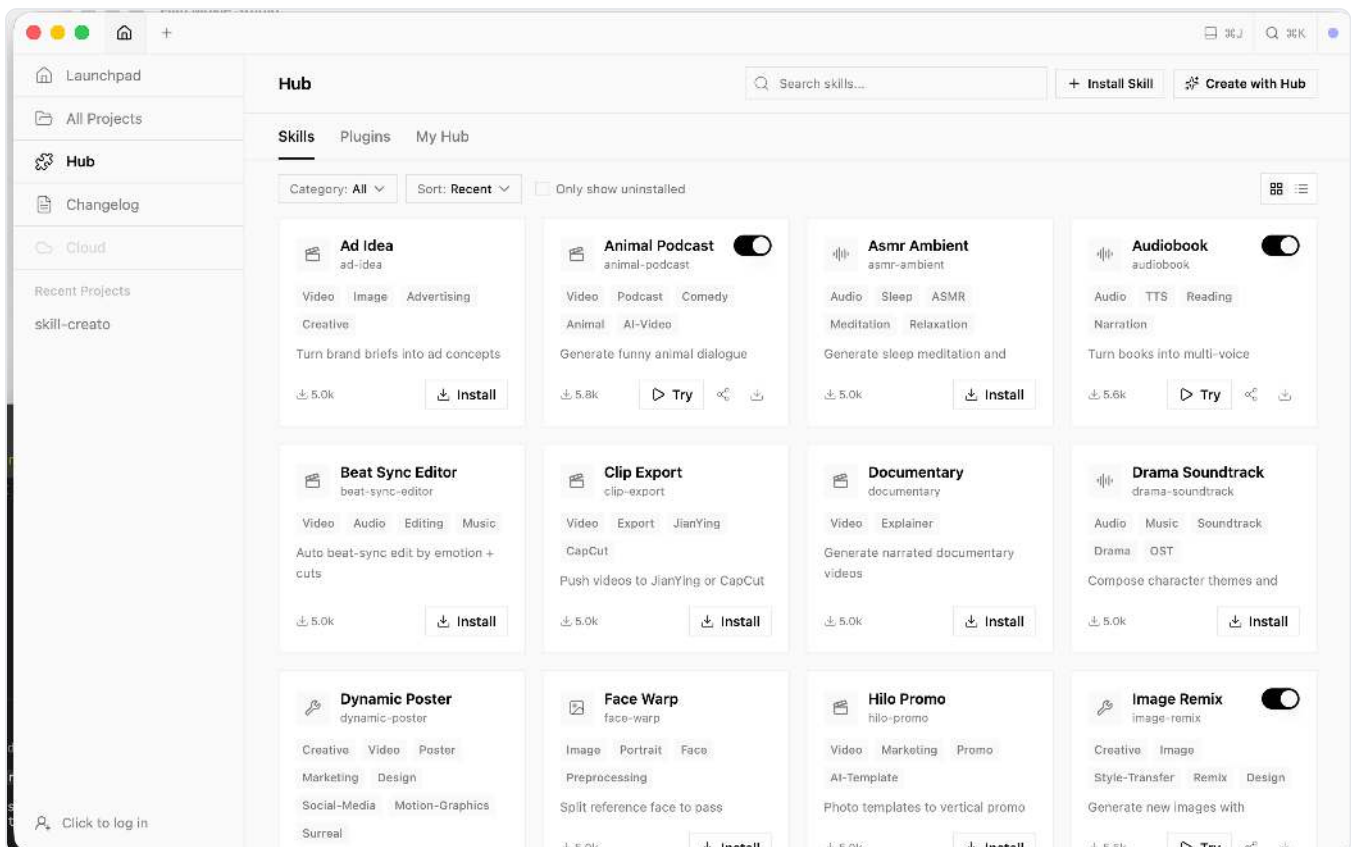 ⌘J
⌘K
Launchpad
All Projects
Hub
Changelog
Cloud
Recent Projects
skill-creato
Click to log in
Hub
Search skills...
+ Install Skill
Create with Hub
Skills Plugins My Hub
Category: All
Sort: Recent
Only show uninstalled
Ad Idea
ad-idea
Video Image Advertising
Creative
Turn brand briefs into ad concepts
5.0k
Install
Animal Podcast
animal-podcast
Video Podcast Comedy
Animal AI-Video
Generate funny animal dialogue
5.8k
Try
Asmr Ambient
asmr-ambient
Audio Sleep ASMR
Meditation Relaxation
Generate sleep meditation and
5.0k
Install
Audiobook
audiobook
Audio TTS Reading
Narration
Turn books into multi-voice
5.6k
Try
Beat Sync Editor
beat-sync-editor
Video Audio Editing Music
Auto beat-sync edit by emotion +
cuts
5.0k
Install
Clip Export
clip-export
Video Export JianYing
CapCut
Push videos to JianYing or CapCut
5.0k
Install
Documentary
documentary
Video Explainer
Generate narrated documentary
videos
5.0k
Install
Drama Soundtrack
drama-soundtrack
Audio Music Soundtrack
Drama OST
Compose character themes and
5.0k
Install
Dynamic Poster
dynamic-poster
Creative Video Poster
Marketing Design
Social-Media Motion-Graphics
Surreal
Face Warp
face-warp
Image Portrait Face
Preprocessing
Split reference face to pass
5.0k
Install
Hilo Promo
hilo-promo
Video Marketing Promo
AI-Template
Photo templates to vertical promo
5.0k
Install
Image Remix
image-remix
Creative Image
Style-Transfer Remix Design
Generate new images with
Try